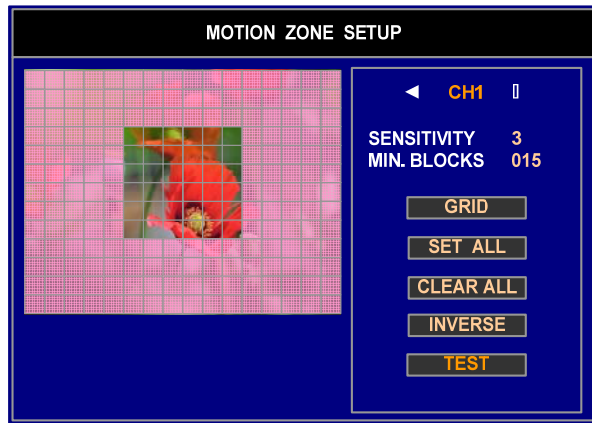 MOTION ZONE SETUP
CH1
SENSITIVITY 3
MIN. BLOCKS 015
GRID
SET ALL
CLEAR ALL
INVERSE
TEST